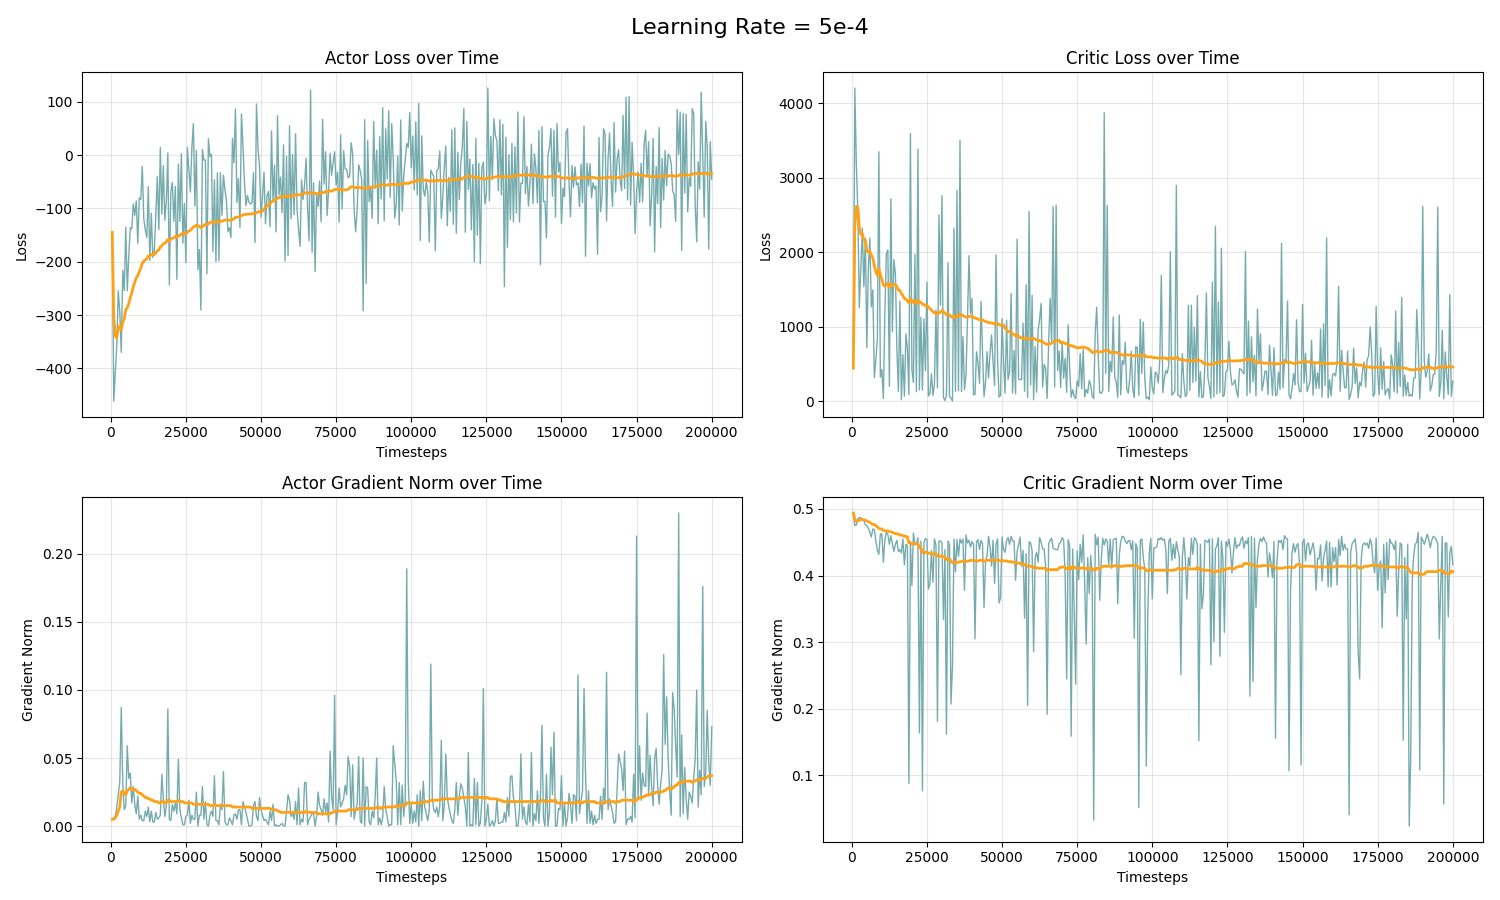 Learning Rate = 5e-4
Actor Loss over Time
100
0
−100
−200
−300
−400
Loss
0 25000 50000 75000 100000 125000 150000 175000 200000
Timesteps
Critic Loss over Time
4000
3000
2000
1000
0
Loss
0 25000 50000 75000 100000 125000 150000 175000 200000
Timesteps
Actor Gradient Norm over Time
0.20
0.15
0.10
0.05
0.00
Gradient Norm
0 25000 50000 75000 100000 125000 150000 175000 200000
Timesteps
Critic Gradient Norm over Time
0.5
0.4
0.3
0.2
0.1
Gradient Norm
0 25000 50000 75000 100000 125000 150000 175000 200000
Timesteps